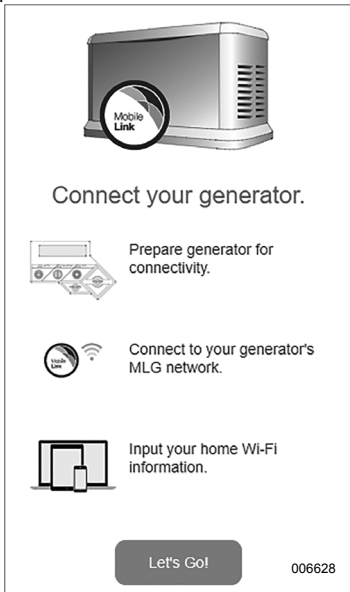 Mobile
Link
Connect your generator.
Prepare generator for
connectivity.
Mobile
Link
Connect to your generator's
MLG network.
Input your home Wi-Fi
information.
Let's Go!
006628